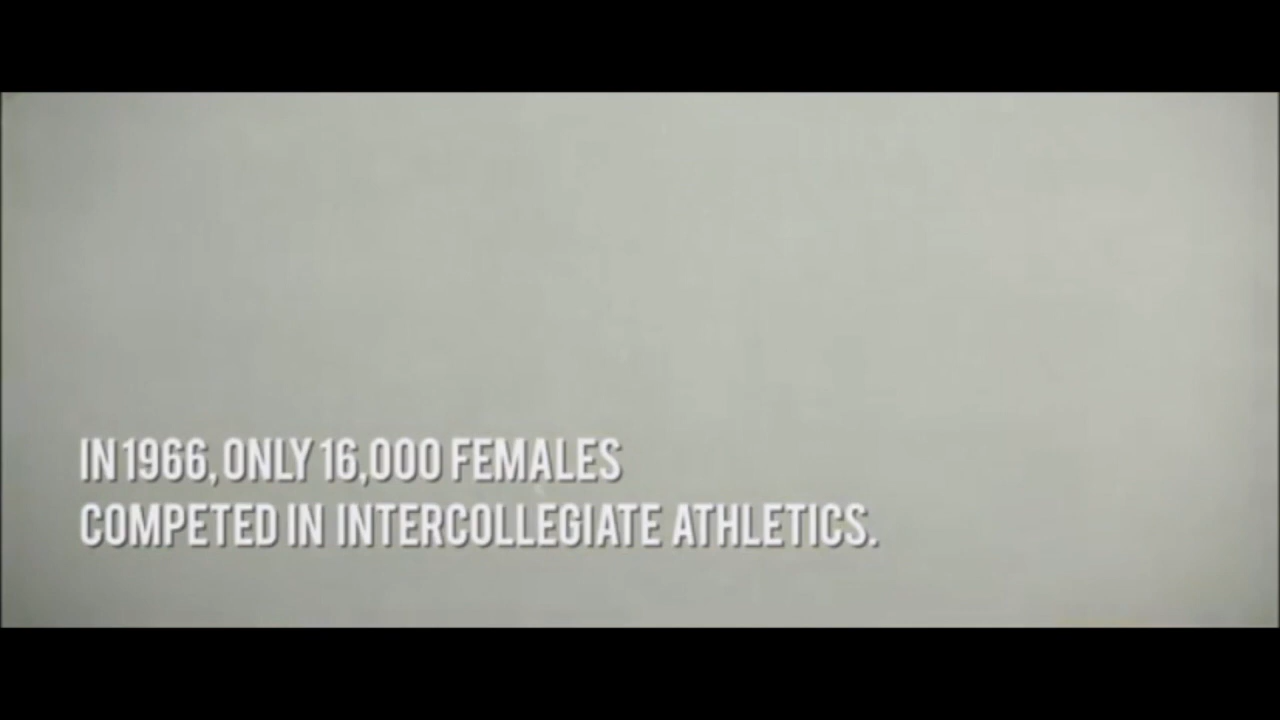 IN 1966, ONLY 16,000 FEMALES
COMPETED IN INTERCOLLEGIATE ATHLETICS.